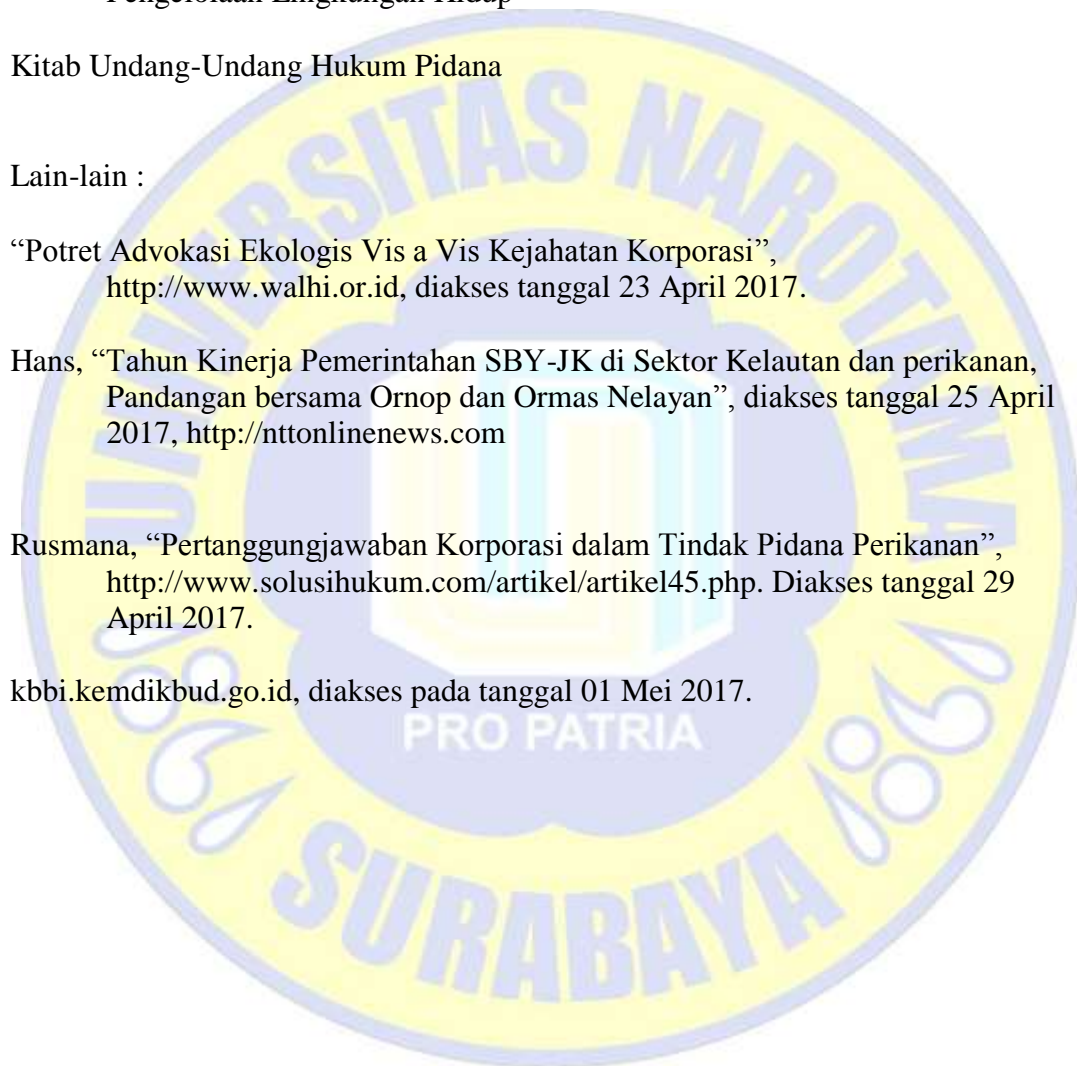 Pengelolaan Lingkungan Hidup
Kitab Undang-Undang Hukum Pidana
Lain-lain :
“Potret Advokasi Ekologis Vis a Vis Kejahatan Korporasi”,
http://www.walhi.or.id, diakses tanggal 23 April 2017.
Hans, “Tahun Kinerja Pemerintahan SBY-JK di Sektor Kelautan dan perikanan,
Pandangan bersama Ornop dan Ormas Nelayan”, diakses tanggal 25 April
2017, http://nttonlinenews.com
Rusmana, “Pertanggungjawaban Korporasi dalam Tindak Pidana Perikanan”,
http://www.solusihukum.com/artikel/artikel45.php. Diakses tanggal 29
April 2017.
kbbi.kemdikbud.go.id, diakses pada tanggal 01 Mei 2017.
UNIVERSITAS NAROTAMA
PRO PATRIA
SURABAYA